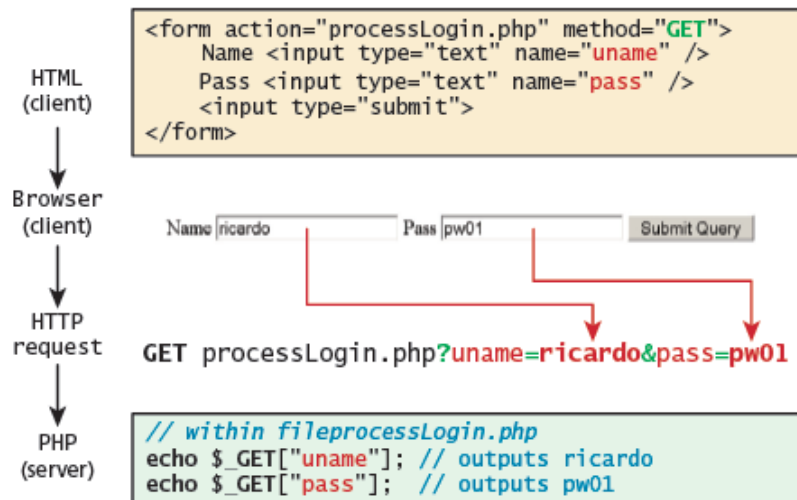 <form action="processLogin.php" method="GET">
Name <input type="text" name="uname" />
Pass <input type="text" name="pass" />
<input type="submit">
</form>
HTML
(client)
Browser
(client)
Name ricardo Pass pw01 Submit Query
HTTP
request
GET processLogin.php?uname=ricardo&pass=pw01
PHP
(server)
// within fileprocessLogin.php
echo $_GET["uname"]; // outputs ricardo
echo $_GET["pass"]; // outputs pw01